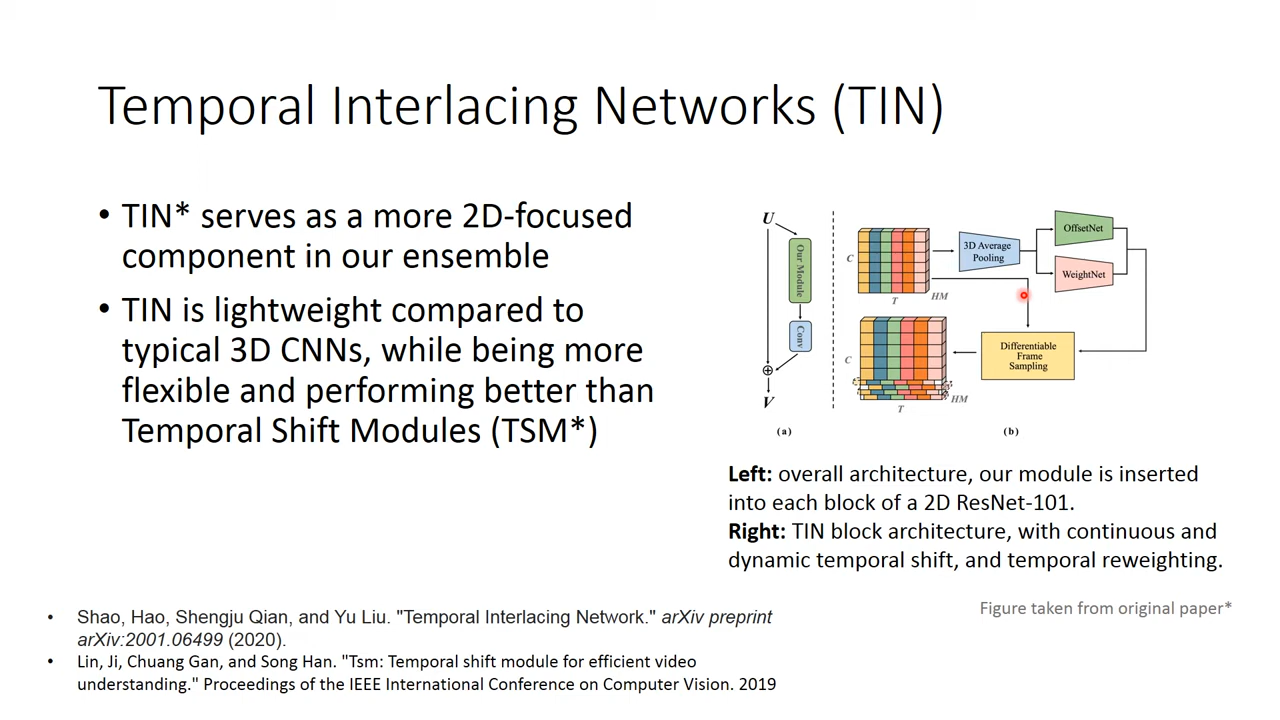 Temporal Interlacing Networks (TIN)
• TIN* serves as a more 2D-focused
component in our ensemble
• TIN is lightweight compared to
typical 3D CNNs, while being more
flexible and performing better than
Temporal Shift Modules (TSM*)
U
Our Module
Conv
V
(a)
C
T
HM
3D Average
Pooling
OffsetNet
WeightNet
Differentiable
Frame
Sampling
C
T
HM
(b)
Left: overall architecture, our module is inserted
into each block of a 2D ResNet-101.
Right: TIN block architecture, with continuous and
dynamic temporal shift, and temporal reweighting.
Figure taken from original paper*
• Shao, Hao, Shengju Qian, and Yu Liu. "Temporal Interlacing Network." arXiv preprint
arXiv:2001.06499 (2020).
• Lin, Ji, Chuang Gan, and Song Han. "Tsm: Temporal shift module for efficient video
understanding." Proceedings of the IEEE International Conference on Computer Vision. 2019